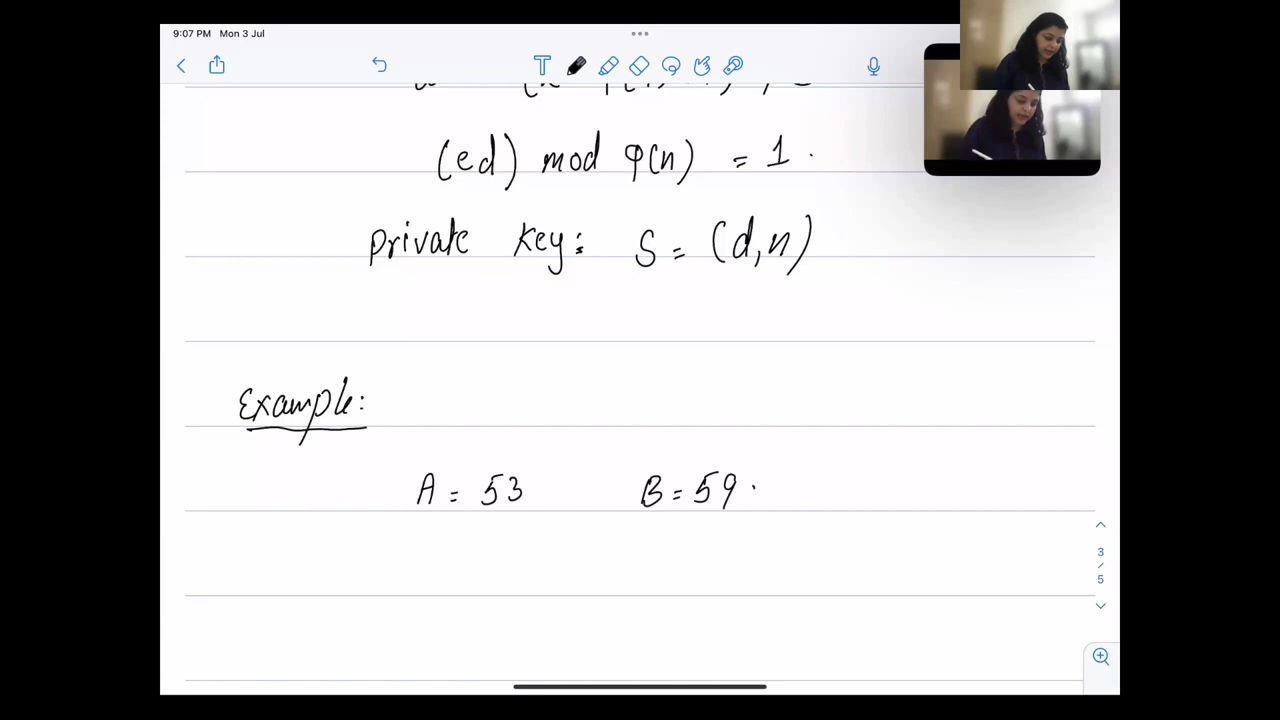 9:07 PM Mon 3 Jul
(ed) mod φ(n) = 1.
private key: S = (d,n)
Example:
A = 53 B = 59.
3
/
5